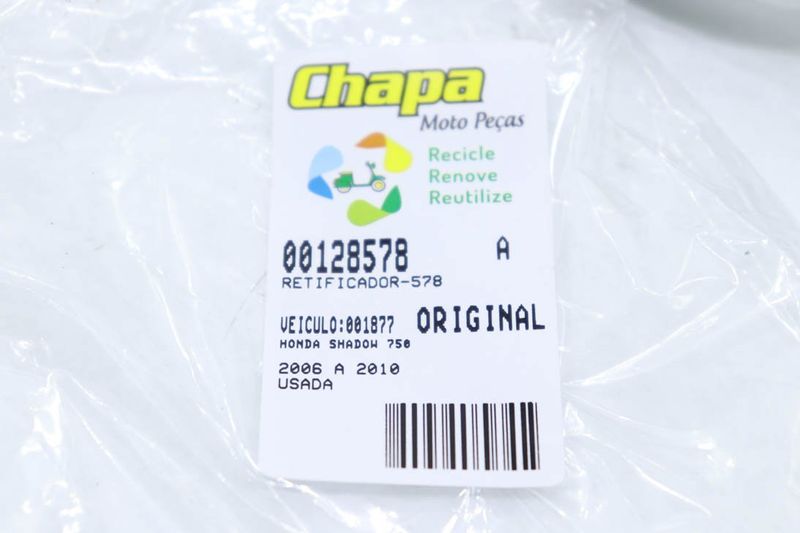 Chapa
Moto Peças
Recicle
Renove
Reutilize
00128578 A
RETIFICADOR-578
VEICULO:001877 ORIGINAL
HONDA SHADOW 750
2006 A 2010
USADA